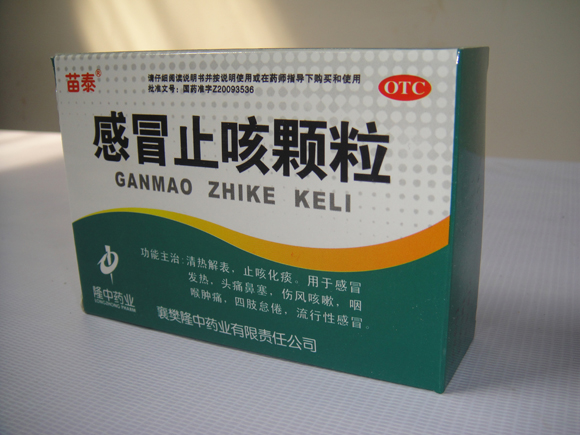 苗泰®
请仔细阅读说明书并按说明使用或在药师指导下购买和使用
批准文号：国药准字Z20093536
OTC
感冒止咳颗粒
GANMAO ZHIKE KELI
功能主治：清热解表，止咳化痰。用于感冒
发热，头痛鼻塞，伤风咳嗽，咽
喉肿痛，四肢怠倦，流行性感冒。
隆中药业
LONGZHONG PHARM
襄樊隆中药业有限责任公司